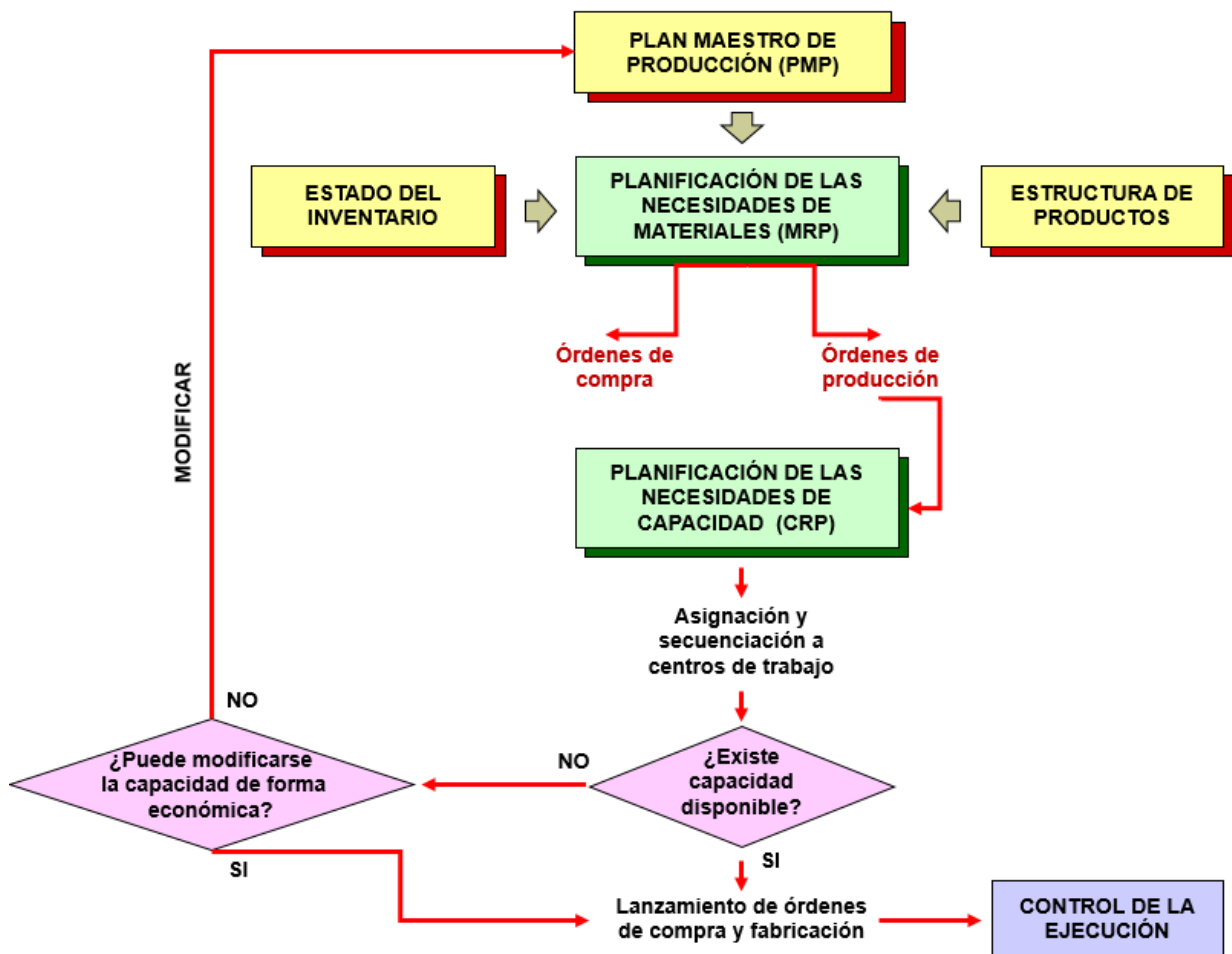 PLAN MAESTRO DE
PRODUCCIÓN (PMP)
ESTADO DEL
INVENTARIO
PLANIFICACIÓN DE LAS
NECESIDADES DE
MATERIALES (MRP)
ESTRUCTURA DE
PRODUCTOS
Órdenes de
compra
Órdenes de
producción
MODIFICAR
PLANIFICACIÓN DE LAS
NECESIDADES DE
CAPACIDAD (CRP)
Asignación y
secuenciación a
centros de trabajo
NO
¿Puede modificarse
la capacidad de forma
económica?
NO
¿Existe
capacidad
disponible?
SI
SI
Lanzamiento de órdenes
de compra y fabricación
CONTROL DE LA
EJECUCIÓN